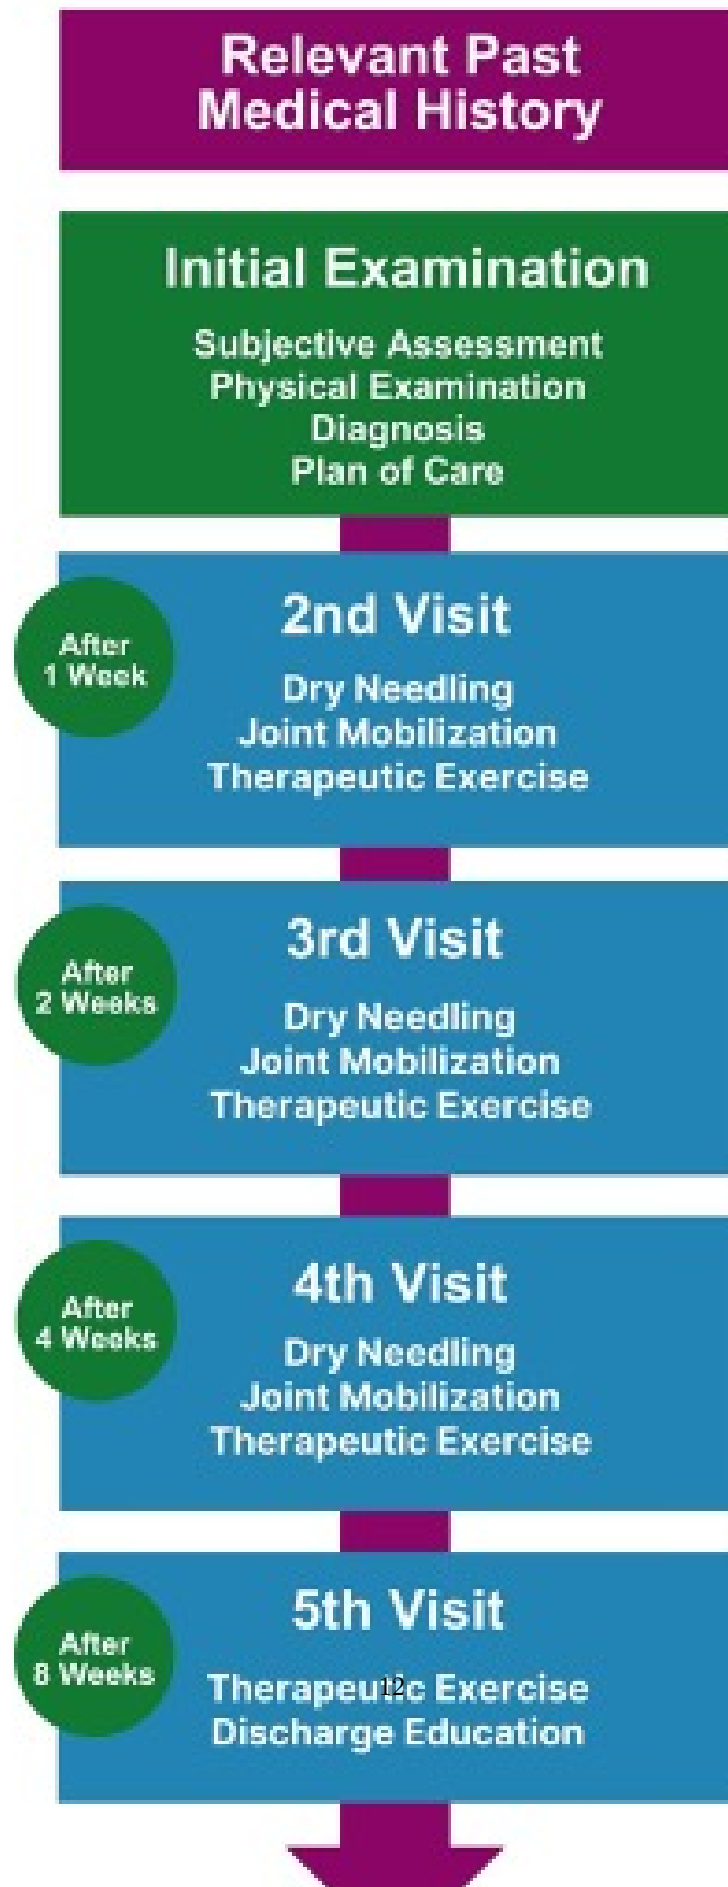 Relevant Past
Medical History
Initial Examination
Subjective Assessment
Physical Examination
Diagnosis
Plan of Care
After
1 Week
2nd Visit
Dry Needling
Joint Mobilization
Therapeutic Exercise
After
2 Weeks
3rd Visit
Dry Needling
Joint Mobilization
Therapeutic Exercise
After
4 Weeks
4th Visit
Dry Needling
Joint Mobilization
Therapeutic Exercise
After
8 Weeks
5th Visit
Therapeutic Exercise
12
Discharge Education